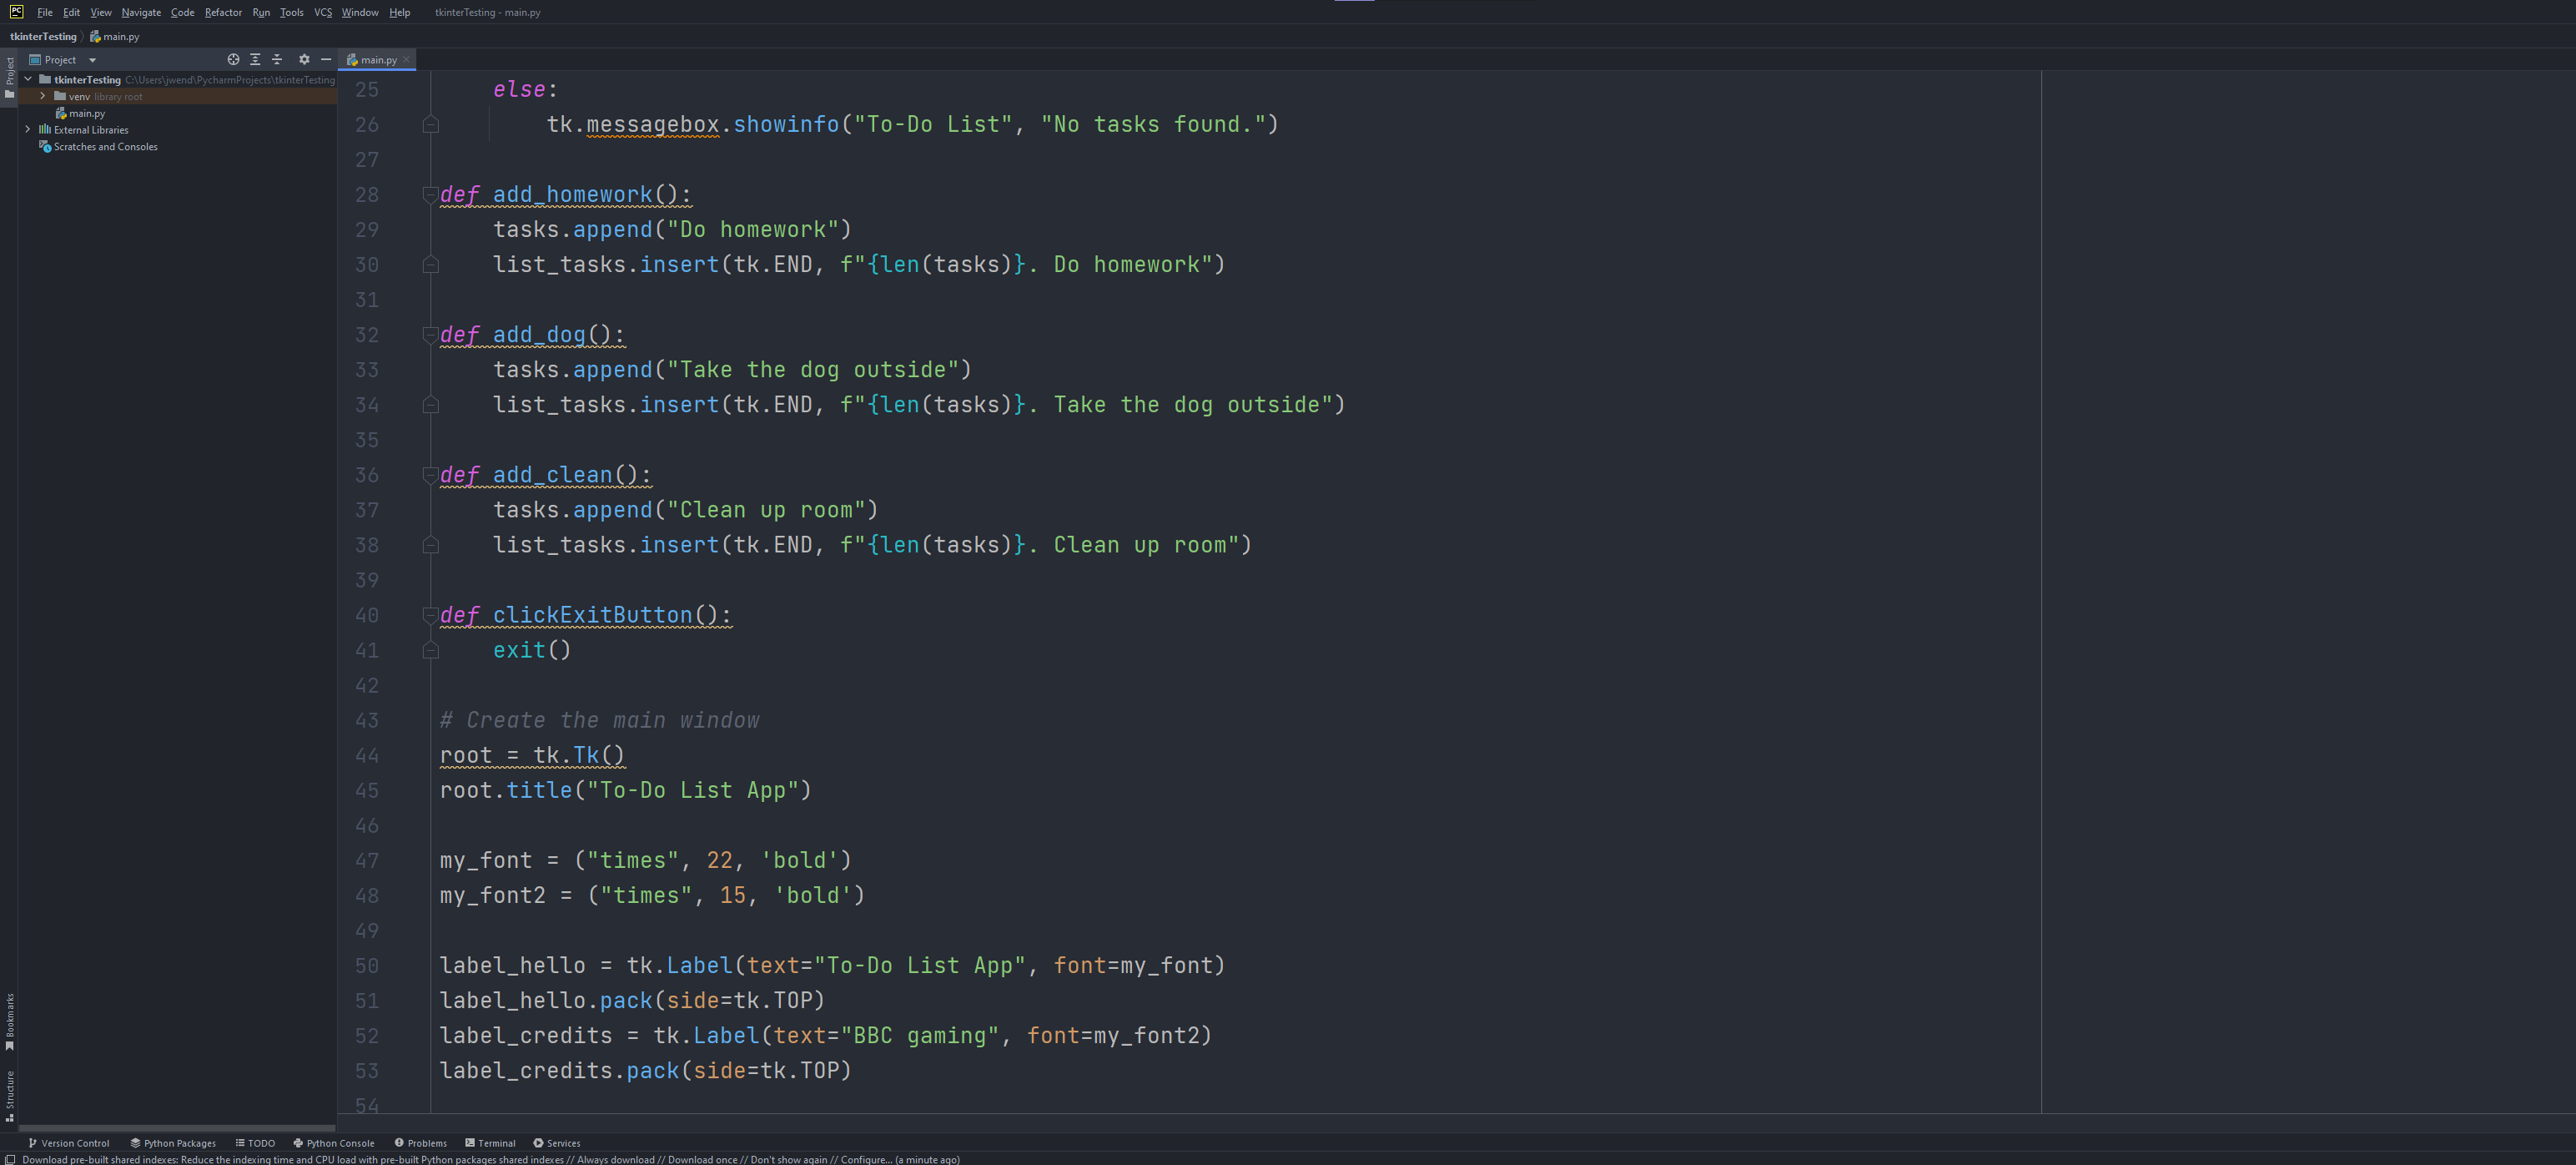 PC File Edit View Navigate Code Refactor Run Tools VCS Window Help tkinterTesting - main.py
tkinterTesting main.py
Project main.py
tkinterTesting C:\Users\jwend\PycharmProjects\tkinterTesting
venv library root
main.py
External Libraries
Scratches and Consoles
Project
Bookmarks
Structure
25 else:
26 tk.messagebox.showinfo("To-Do List", "No tasks found.")
27
28 def add_homework():
29 tasks.append("Do homework")
30 list_tasks.insert(tk.END, f"{len(tasks)}. Do homework")
31
32 def add_dog():
33 tasks.append("Take the dog outside")
34 list_tasks.insert(tk.END, f"{len(tasks)}. Take the dog outside")
35
36 def add_clean():
37 tasks.append("Clean up room")
38 list_tasks.insert(tk.END, f"{len(tasks)}. Clean up room")
39
40 def clickExitButton():
41 exit()
42
43 # Create the main window
44 root = tk.Tk()
45 root.title("To-Do List App")
46
47 my_font = ("times", 22, 'bold')
48 my_font2 = ("times", 15, 'bold')
49
50 label_hello = tk.Label(text="To-Do List App", font=my_font)
51 label_hello.pack(side=tk.TOP)
52 label_credits = tk.Label(text="BBC gaming", font=my_font2)
53 label_credits.pack(side=tk.TOP)
54
Version Control Python Packages TODO Python Console Problems Terminal Services
Download pre-built shared indexes: Reduce the indexing time and CPU load with pre-built Python packages shared indexes // Always download // Download once // Don't show again // Configure... (a minute ago)